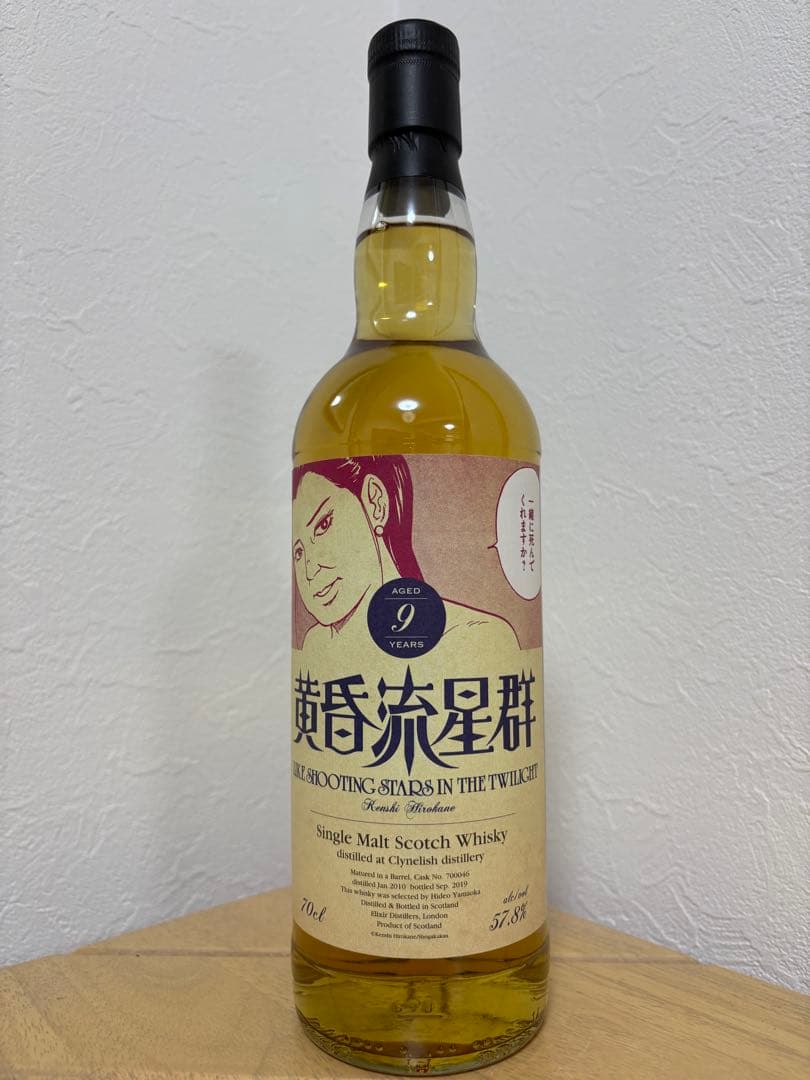 一緒に死んで
くれますか?
AGED
9
YEARS
黄昏流星群
LIKE SHOOTING STARS IN THE TWILIGHT
Kenshi Hirokane
Single Malt Scotch Whisky
distilled at Clynelish distillery
Matured in a Barrel, Cask No. 700046
distilled Jan 2010 bottled Sep. 2019
This whisky was selected by Hideo Yamaoka
Distilled & Bottled in Scotland
Elixir Distillers, London
Product of Scotland
70cl
alc/vol
57.8%
©Kenshi Hirokane/Shogakukan